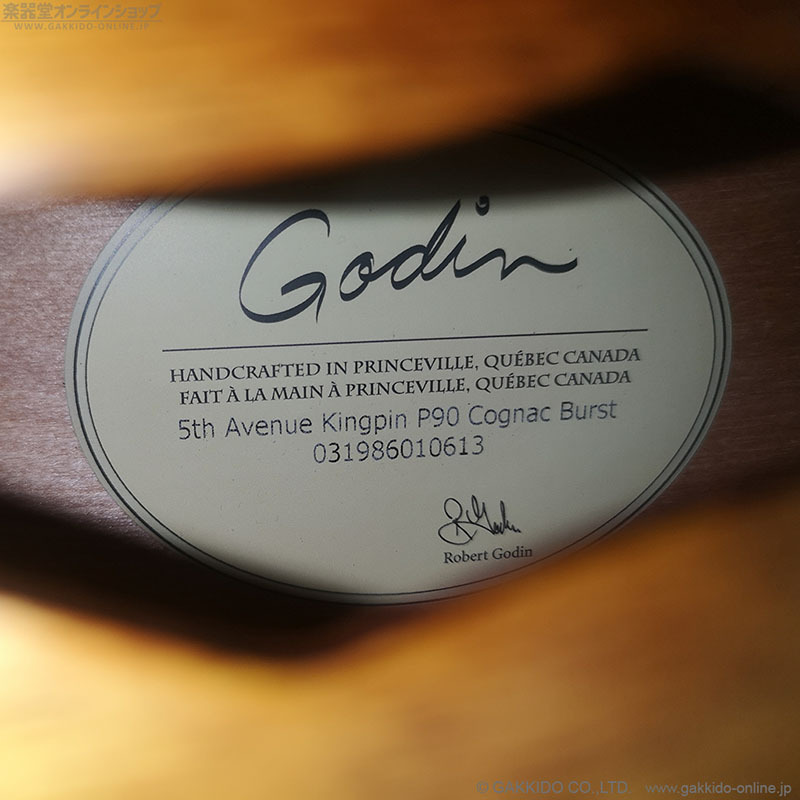 楽器堂オンラインショップ
WWW.GAKKIDO-ONLINE.JP
Godin
HANDCRAFTED IN PRINCEVILLE, QUÉBEC CANADA
FAIT À LA MAIN À PRINCEVILLE, QUÉBEC CANADA
5th Avenue Kingpin P90 Cognac Burst
031986010613
R Godin
Robert Godin
© GAKKIDO CO.,LTD. www.gakkido-online.jp